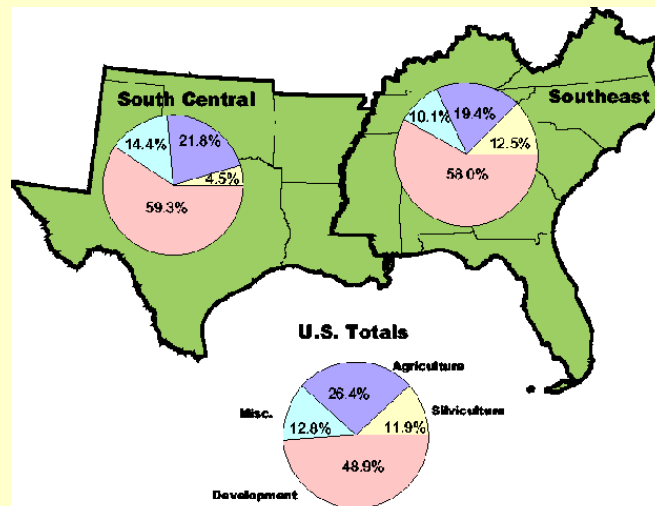 South Central
14.4%
21.8%
4.5%
59.3%
Southeast
10.1%
19.4%
12.5%
58.0%
U.S. Totals
Agriculture
26.4%
Misc.
12.8%
Silviculture
11.9%
48.9%
Development